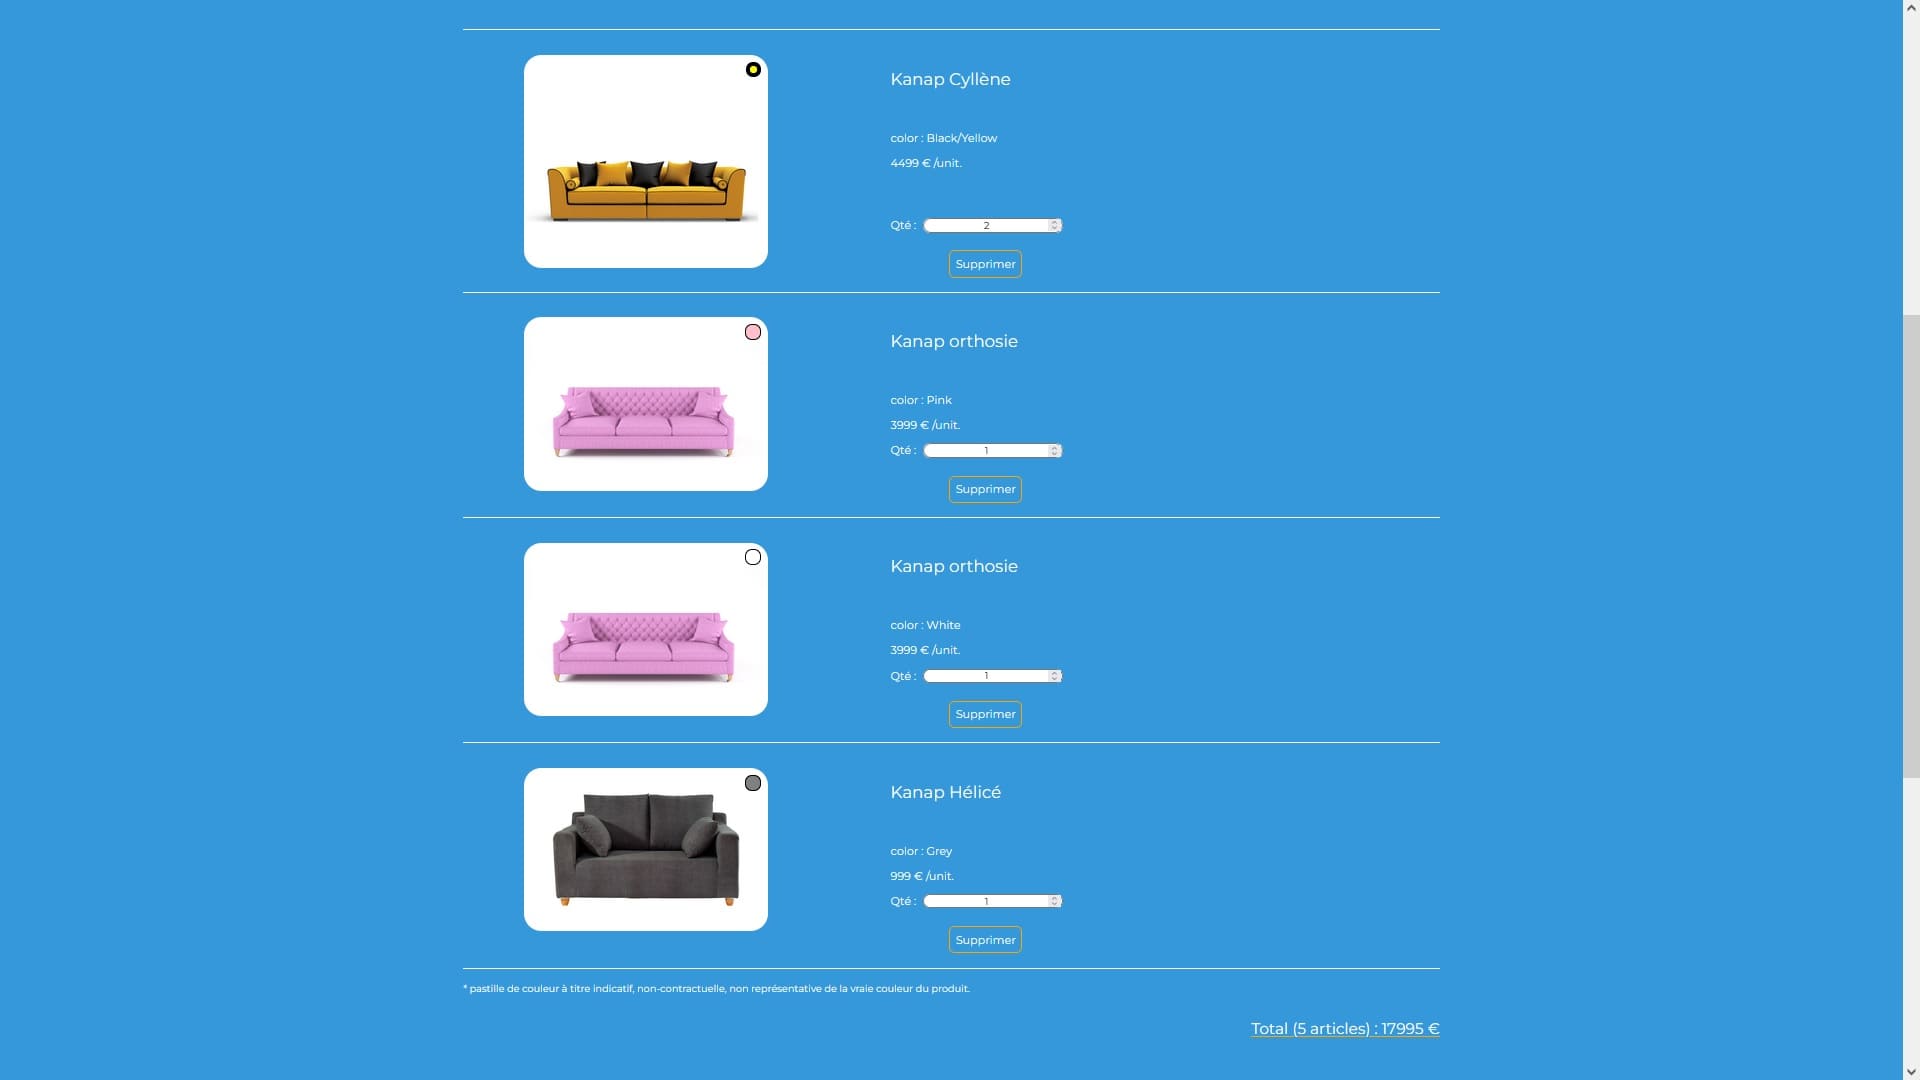 Kanap Cyllène
color : Black/Yellow
4499 € /unit.
Qté : 2
Supprimer
Kanap orthosie
color : Pink
3999 € /unit.
Qté : 1
Supprimer
Kanap orthosie
color : White
3999 € /unit.
Qté : 1
Supprimer
Kanap Hélicé
color : Grey
999 € /unit.
Qté : 1
Supprimer
* pastille de couleur à titre indicatif, non-contractuelle, non représentative de la vraie couleur du produit.
Total (5 articles) : 17995 €